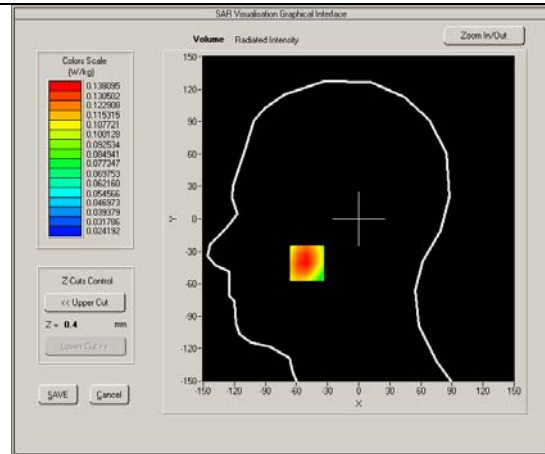 SAR Visualisation Graphical Interface
Volume Radiated Intensity
Zoom In/Out
Colors Scale
(W/kg)
0.138095
0.130502
0.122908
0.115315
0.107721
0.100128
0.092534
0.084941
0.077347
0.069753
0.062160
0.054566
0.046973
0.039379
0.031786
0.024192
Z Cuts Control
<< Upper Cut
Z = 0.4 mm
Lower Cut >>
SAVE Cancel
150
120
90
60
30
0
-30
-60
-90
-120
-150
Y
-150 -120 -90 -60 -30 0 30 60 90 120 150
X